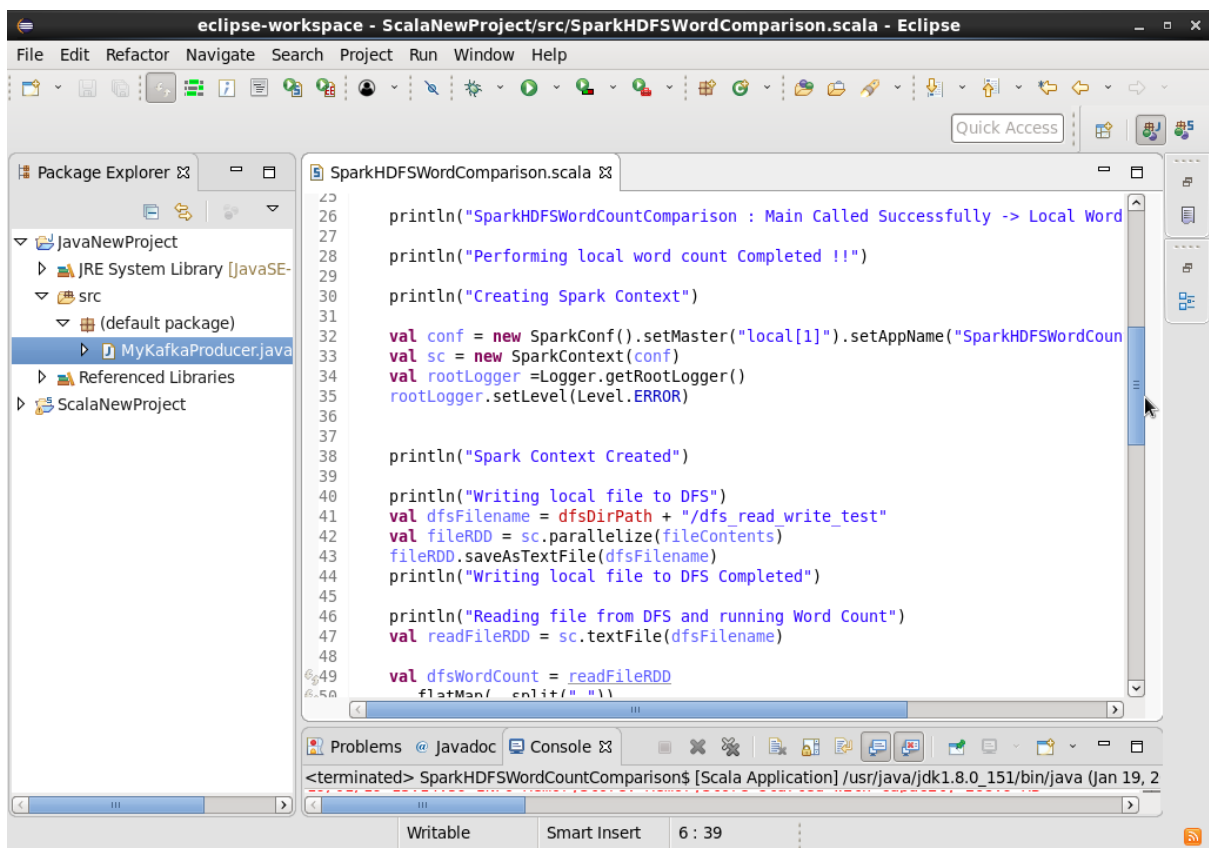 eclipse-workspace - ScalaNewProject/src/SparkHDFSWordComparison.scala - Eclipse
File Edit Refactor Navigate Search Project Run Window Help
Quick Access
Package Explorer
JavaNewProject
JRE System Library [JavaSE-
src
(default package)
MyKafkaProducer.java
Referenced Libraries
ScalaNewProject
SparkHDFSWordComparison.scala
25
26 println("SparkHDFSWordCountComparison : Main Called Successfully -> Local Word
27
28 println("Performing local word count Completed !!")
29
30 println("Creating Spark Context")
31
32 val conf = new SparkConf().setMaster("local[1]").setAppName("SparkHDFSWordCoun
33 val sc = new SparkContext(conf)
34 val rootLogger =Logger.getRootLogger()
35 rootLogger.setLevel(Level.ERROR)
36
37
38 println("Spark Context Created")
39
40 println("Writing local file to DFS")
41 val dfsFilename = dfsDirPath + "/dfs_read_write_test"
42 val fileRDD = sc.parallelize(fileContents)
43 fileRDD.saveAsTextFile(dfsFilename)
44 println("Writing local file to DFS Completed")
45
46 println("Reading file from DFS and running Word Count")
47 val readFileRDD = sc.textFile(dfsFilename)
48
49 val dfsWordCount = readFileRDD
50 .flatMap(_.split(" "))
Problems @ Javadoc Console
<terminated> SparkHDFSWordCountComparison$ [Scala Application] /usr/java/jdk1.8.0_151/bin/java (Jan 19, 2
Writable Smart Insert 6 : 39